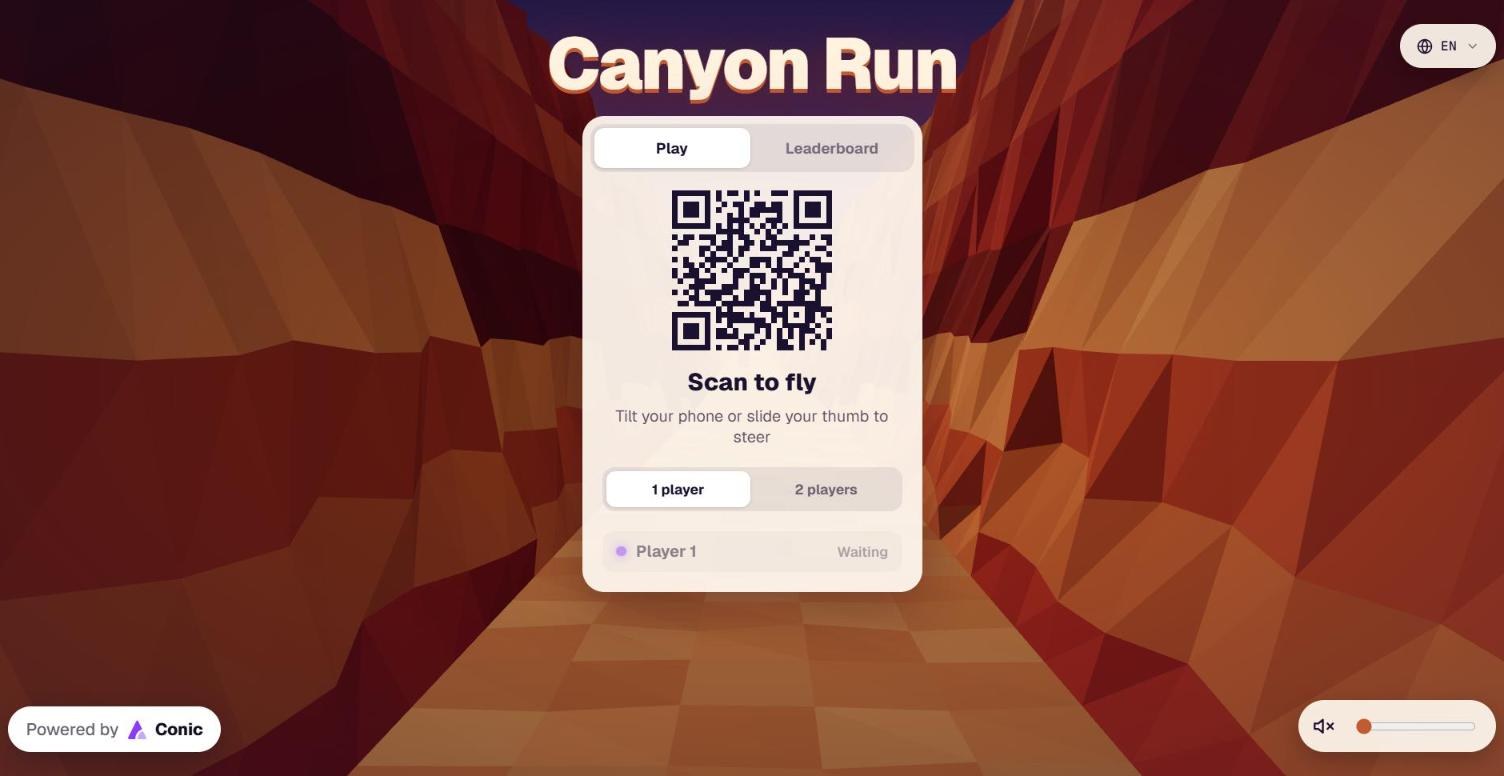 Canyon Run
EN
Play
Leaderboard
Scan to fly
Tilt your phone or slide your thumb to
steer
1 player
2 players
Player 1
Waiting
Powered by Conic